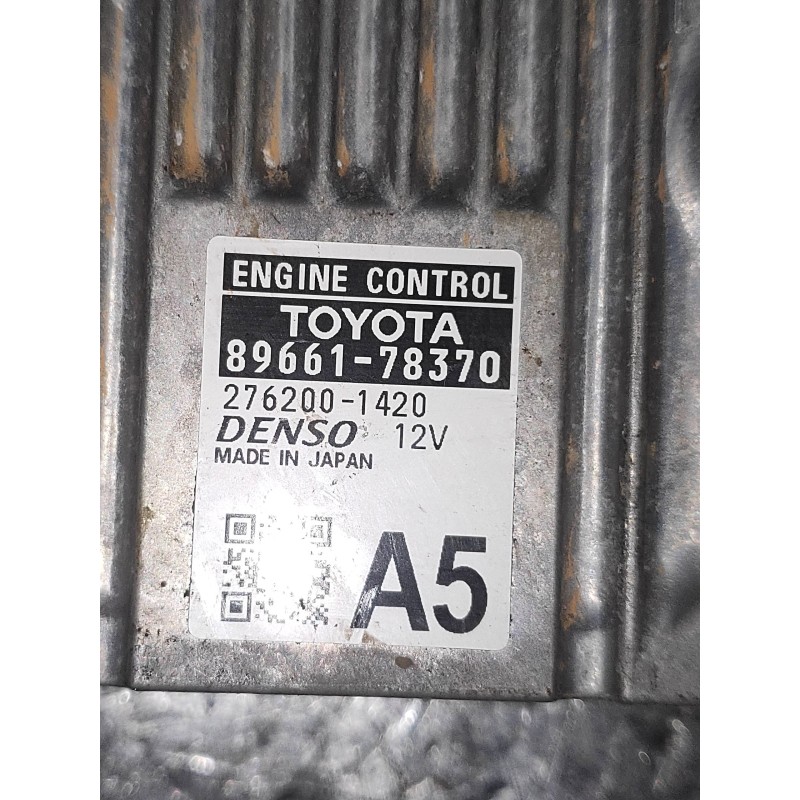 ENGINE CONTROL
TOYOTA
89661-78370
276200-1420
DENSO 12V
MADE IN JAPAN
A5